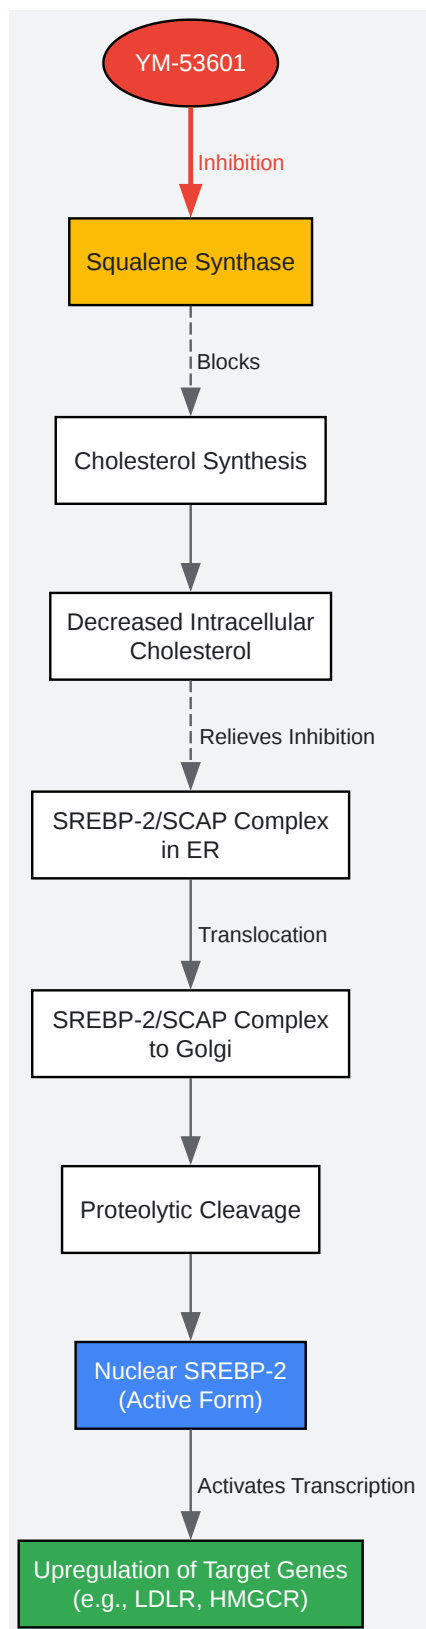 YM-53601
Inhibition
Squalene Synthase
Blocks
Cholesterol Synthesis
Decreased Intracellular
Cholesterol
Relieves Inhibition
SREBP-2/SCAP Complex
in ER
Translocation
SREBP-2/SCAP Complex
to Golgi
Proteolytic Cleavage
Nuclear SREBP-2
(Active Form)
Activates Transcription
Upregulation of Target Genes
(e.g., LDLR, HMGCR)